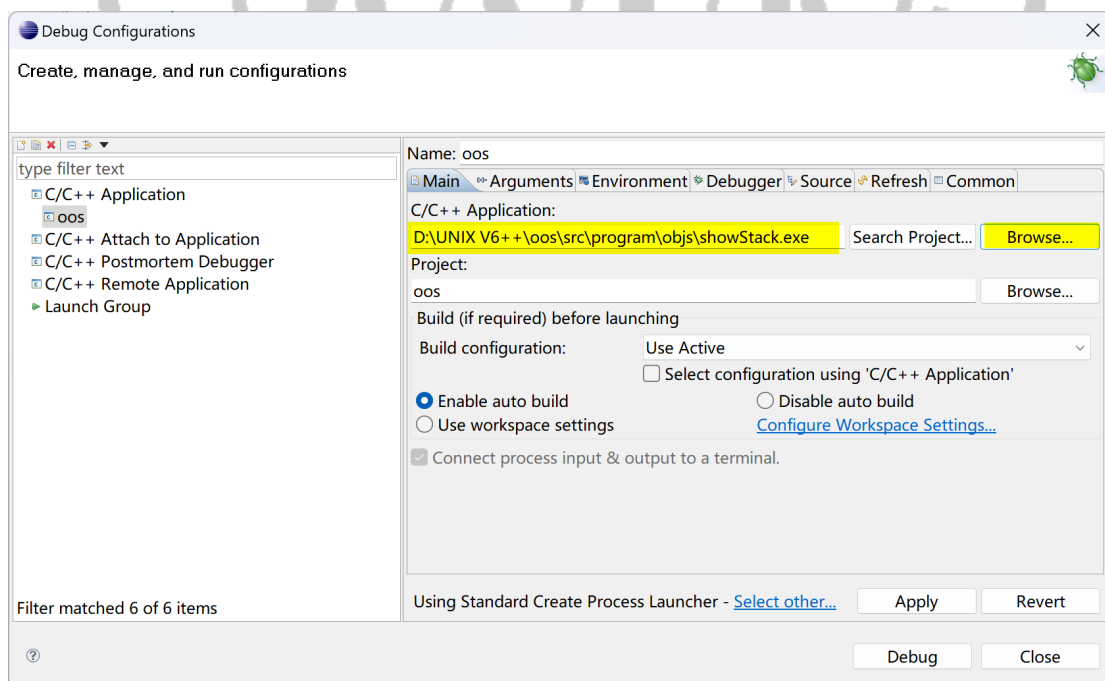 Debug Configurations
Create, manage, and run configurations
type filter text
C/C++ Application
oos
C/C++ Attach to Application
C/C++ Postmortem Debugger
C/C++ Remote Application
Launch Group
Filter matched 6 of 6 items
Name: oos
Main Arguments Environment Debugger Source Refresh Common
C/C++ Application:
D:\UNIX V6++\oos\src\program\objs\showStack.exe Search Project... Browse...
Project:
oos Browse...
Build (if required) before launching
Build configuration: Use Active
Select configuration using 'C/C++ Application'
Enable auto build Disable auto build
Use workspace settings Configure Workspace Settings...
Connect process input & output to a terminal.
Using Standard Create Process Launcher - Select other... Apply Revert
Debug Close